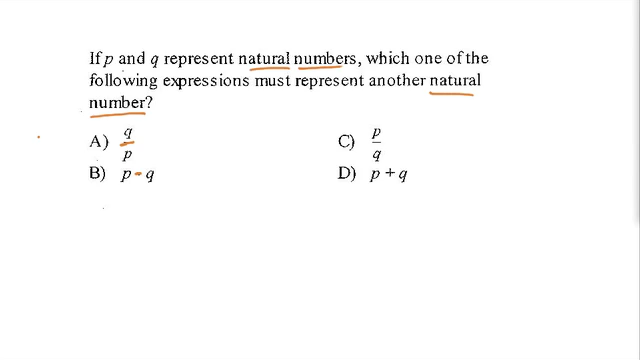 If p and q represent natural numbers, which one of the
following expressions must represent another natural
number?
A) q/p
C) p/q
B) p - q
D) p + q